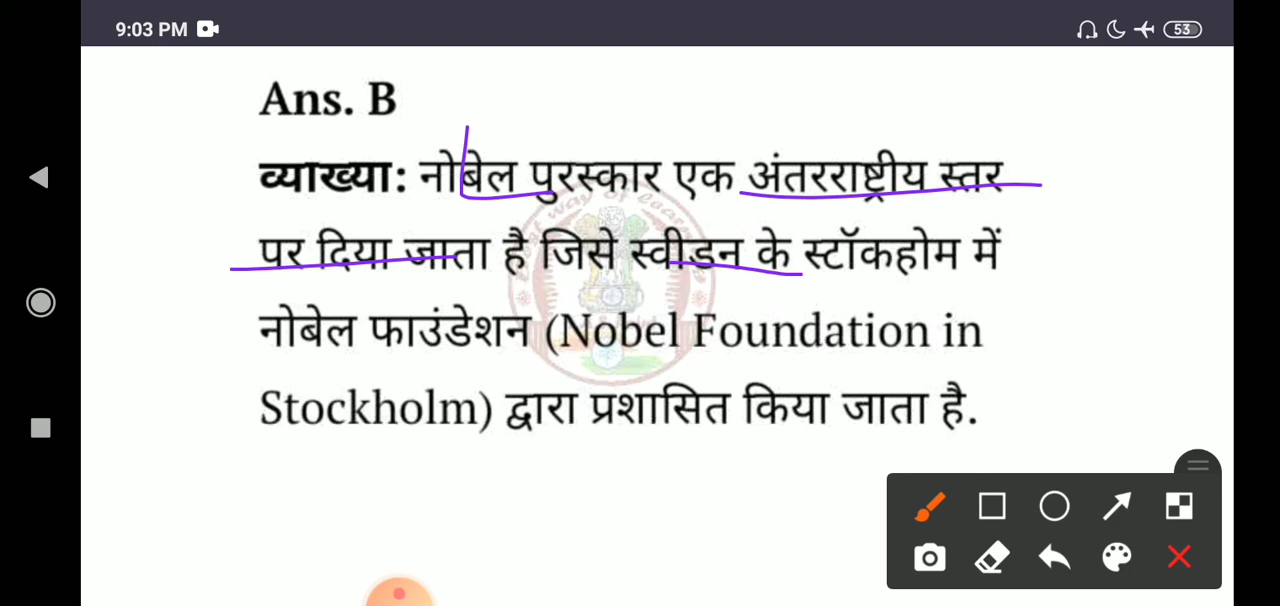 9:03 PM
53
Ans. B
व्याख्या: नोबेल पुरस्कार एक अंतरराष्ट्रीय स्तर
पर दिया जाता है जिसे स्वीडन के स्टॉकहोम में
नोबेल फाउंडेशन (Nobel Foundation in
Stockholm) द्वारा प्रशासित किया जाता है.